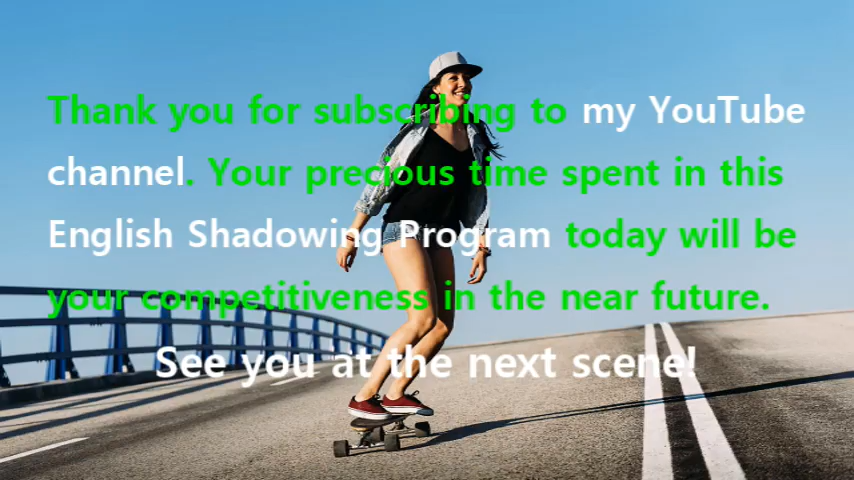 Thank you for subscribing to my YouTube
channel. Your precious time spent in this
English Shadowing Program today will be
your competitiveness in the near future.
See you at the next scene!